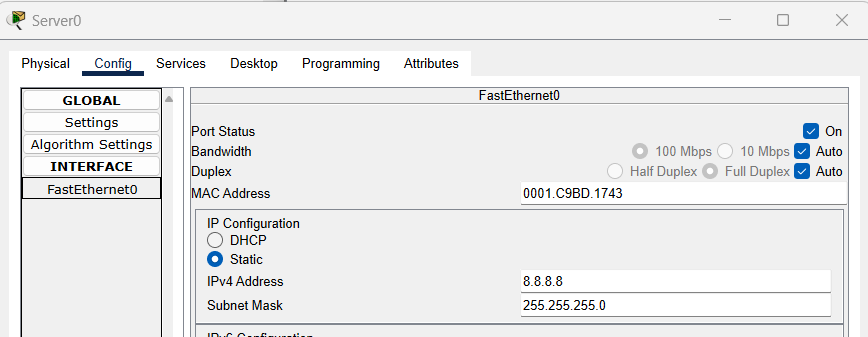 Server0
Physical Config Services Desktop Programming Attributes
GLOBAL
Settings
Algorithm Settings
INTERFACE
FastEthernet0
FastEthernet0
Port Status On
Bandwidth 100 Mbps 10 Mbps Auto
Duplex Half Duplex Full Duplex Auto
MAC Address 0001.C9BD.1743
IP Configuration
DHCP
Static
IPv4 Address 8.8.8.8
Subnet Mask 255.255.255.0
IPv6 Configuration